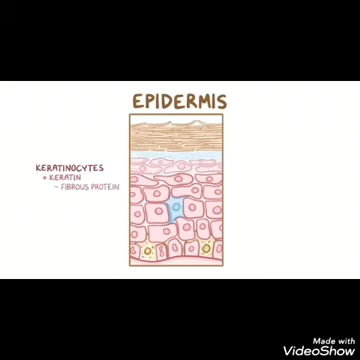 EPIDERMIS
KERATINOCYTES
* KERATIN
- FIBROUS PROTEIN
Made with
VideoShow